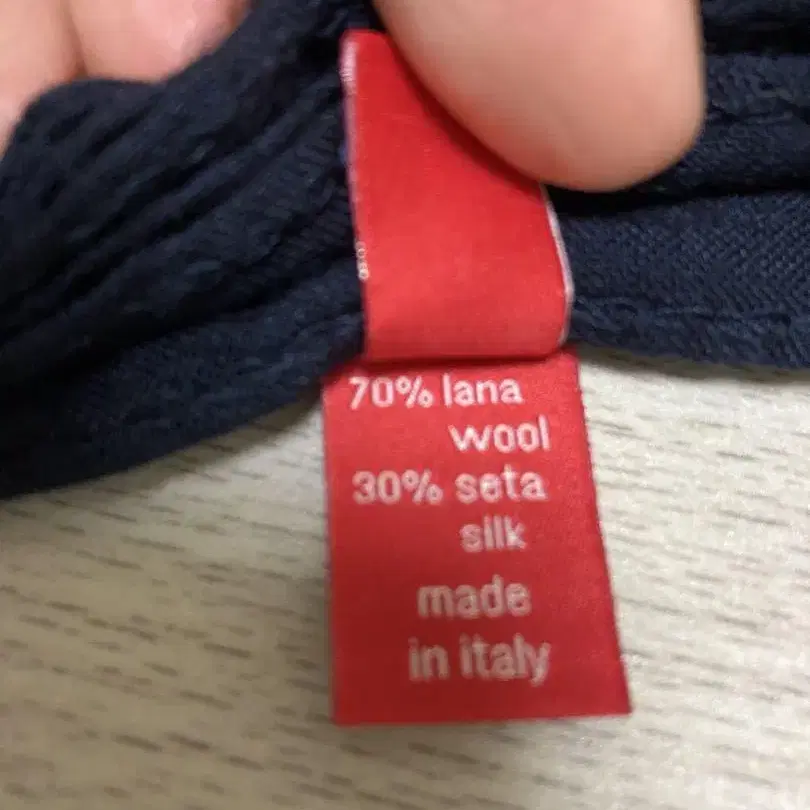 70% lana
wool
30% seta
silk
made
in italy